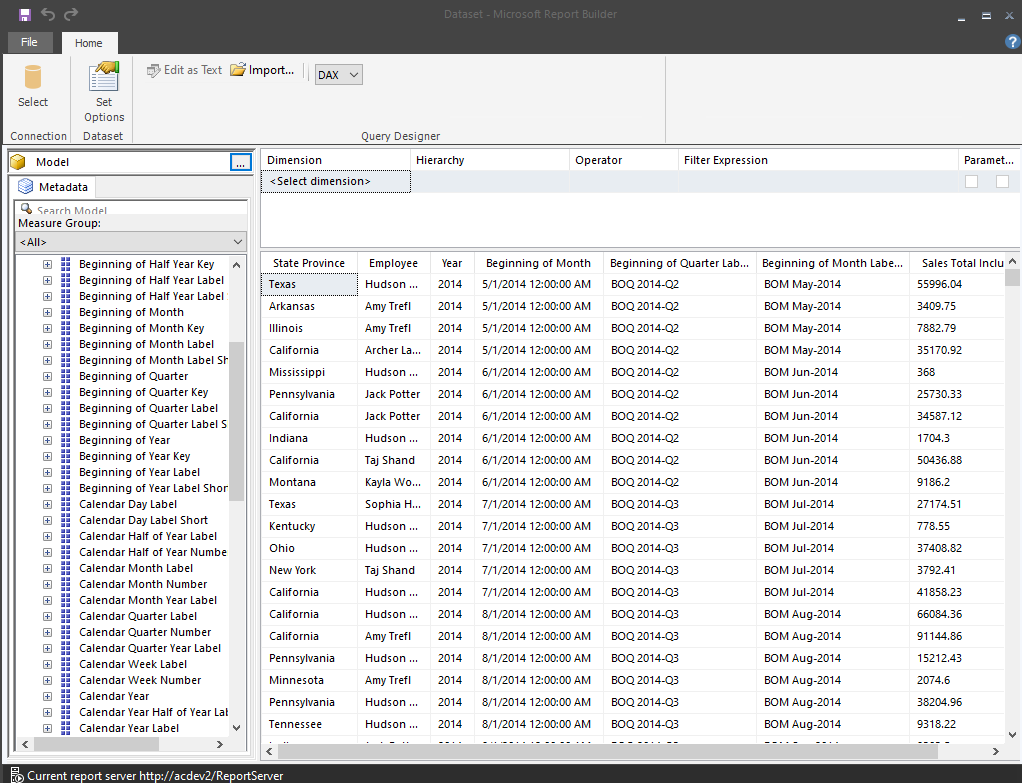 Dataset - Microsoft Report Builder
File
Home
?
Select
Set
Options
Edit as Text
Import...
DAX
Connection
Dataset
Query Designer
Model
...
Metadata
Search Model
Measure Group:
<All>
Beginning of Half Year Key
Beginning of Half Year Label
Beginning of Half Year Label
Beginning of Month
Beginning of Month Key
Beginning of Month Label
Beginning of Month Label Sh
Beginning of Quarter
Beginning of Quarter Key
Beginning of Quarter Label
Beginning of Quarter Label S
Beginning of Year
Beginning of Year Key
Beginning of Year Label
Beginning of Year Label Shor
Calendar Day Label
Calendar Day Label Short
Calendar Half of Year Label
Calendar Half of Year Numbe
Calendar Month Label
Calendar Month Number
Calendar Month Year Label
Calendar Quarter Label
Calendar Quarter Number
Calendar Quarter Year Label
Calendar Week Label
Calendar Week Number
Calendar Year
Calendar Year Half of Year Lab
Calendar Year Label
Dimension Hierarchy Operator Filter Expression Paramet...
<Select dimension>
State Province Employee Year Beginning of Month Beginning of Quarter Lab... Beginning of Month Labe... Sales Total Inclu
Texas Hudson ... 2014 5/1/2014 12:00:00 AM BOQ 2014-Q2 BOM May-2014 55996.04
Arkansas Amy Trefl 2014 5/1/2014 12:00:00 AM BOQ 2014-Q2 BOM May-2014 3409.75
Illinois Amy Trefl 2014 5/1/2014 12:00:00 AM BOQ 2014-Q2 BOM May-2014 7882.79
California Archer La... 2014 5/1/2014 12:00:00 AM BOQ 2014-Q2 BOM May-2014 35170.92
Mississippi Hudson ... 2014 6/1/2014 12:00:00 AM BOQ 2014-Q2 BOM Jun-2014 368
Pennsylvania Jack Potter 2014 6/1/2014 12:00:00 AM BOQ 2014-Q2 BOM Jun-2014 25730.33
California Jack Potter 2014 6/1/2014 12:00:00 AM BOQ 2014-Q2 BOM Jun-2014 34587.12
Indiana Hudson ... 2014 6/1/2014 12:00:00 AM BOQ 2014-Q2 BOM Jun-2014 1704.3
California Taj Shand 2014 6/1/2014 12:00:00 AM BOQ 2014-Q2 BOM Jun-2014 50436.88
Montana Kayla Wo... 2014 6/1/2014 12:00:00 AM BOQ 2014-Q2 BOM Jun-2014 9186.2
Texas Sophia H... 2014 7/1/2014 12:00:00 AM BOQ 2014-Q3 BOM Jul-2014 27174.51
Kentucky Hudson ... 2014 7/1/2014 12:00:00 AM BOQ 2014-Q3 BOM Jul-2014 778.55
Ohio Hudson ... 2014 7/1/2014 12:00:00 AM BOQ 2014-Q3 BOM Jul-2014 37408.82
New York Taj Shand 2014 7/1/2014 12:00:00 AM BOQ 2014-Q3 BOM Jul-2014 3792.41
California Hudson ... 2014 7/1/2014 12:00:00 AM BOQ 2014-Q3 BOM Jul-2014 41858.23
California Hudson ... 2014 8/1/2014 12:00:00 AM BOQ 2014-Q3 BOM Aug-2014 66084.36
California Amy Trefl 2014 8/1/2014 12:00:00 AM BOQ 2014-Q3 BOM Aug-2014 91144.86
Pennsylvania Hudson ... 2014 8/1/2014 12:00:00 AM BOQ 2014-Q3 BOM Aug-2014 15212.43
Minnesota Amy Trefl 2014 8/1/2014 12:00:00 AM BOQ 2014-Q3 BOM Aug-2014 2074.6
Pennsylvania Hudson ... 2014 8/1/2014 12:00:00 AM BOQ 2014-Q3 BOM Aug-2014 38204.96
Tennessee Hudson ... 2014 8/1/2014 12:00:00 AM BOQ 2014-Q3 BOM Aug-2014 9318.22
Current report server http://acdev2/ReportServer